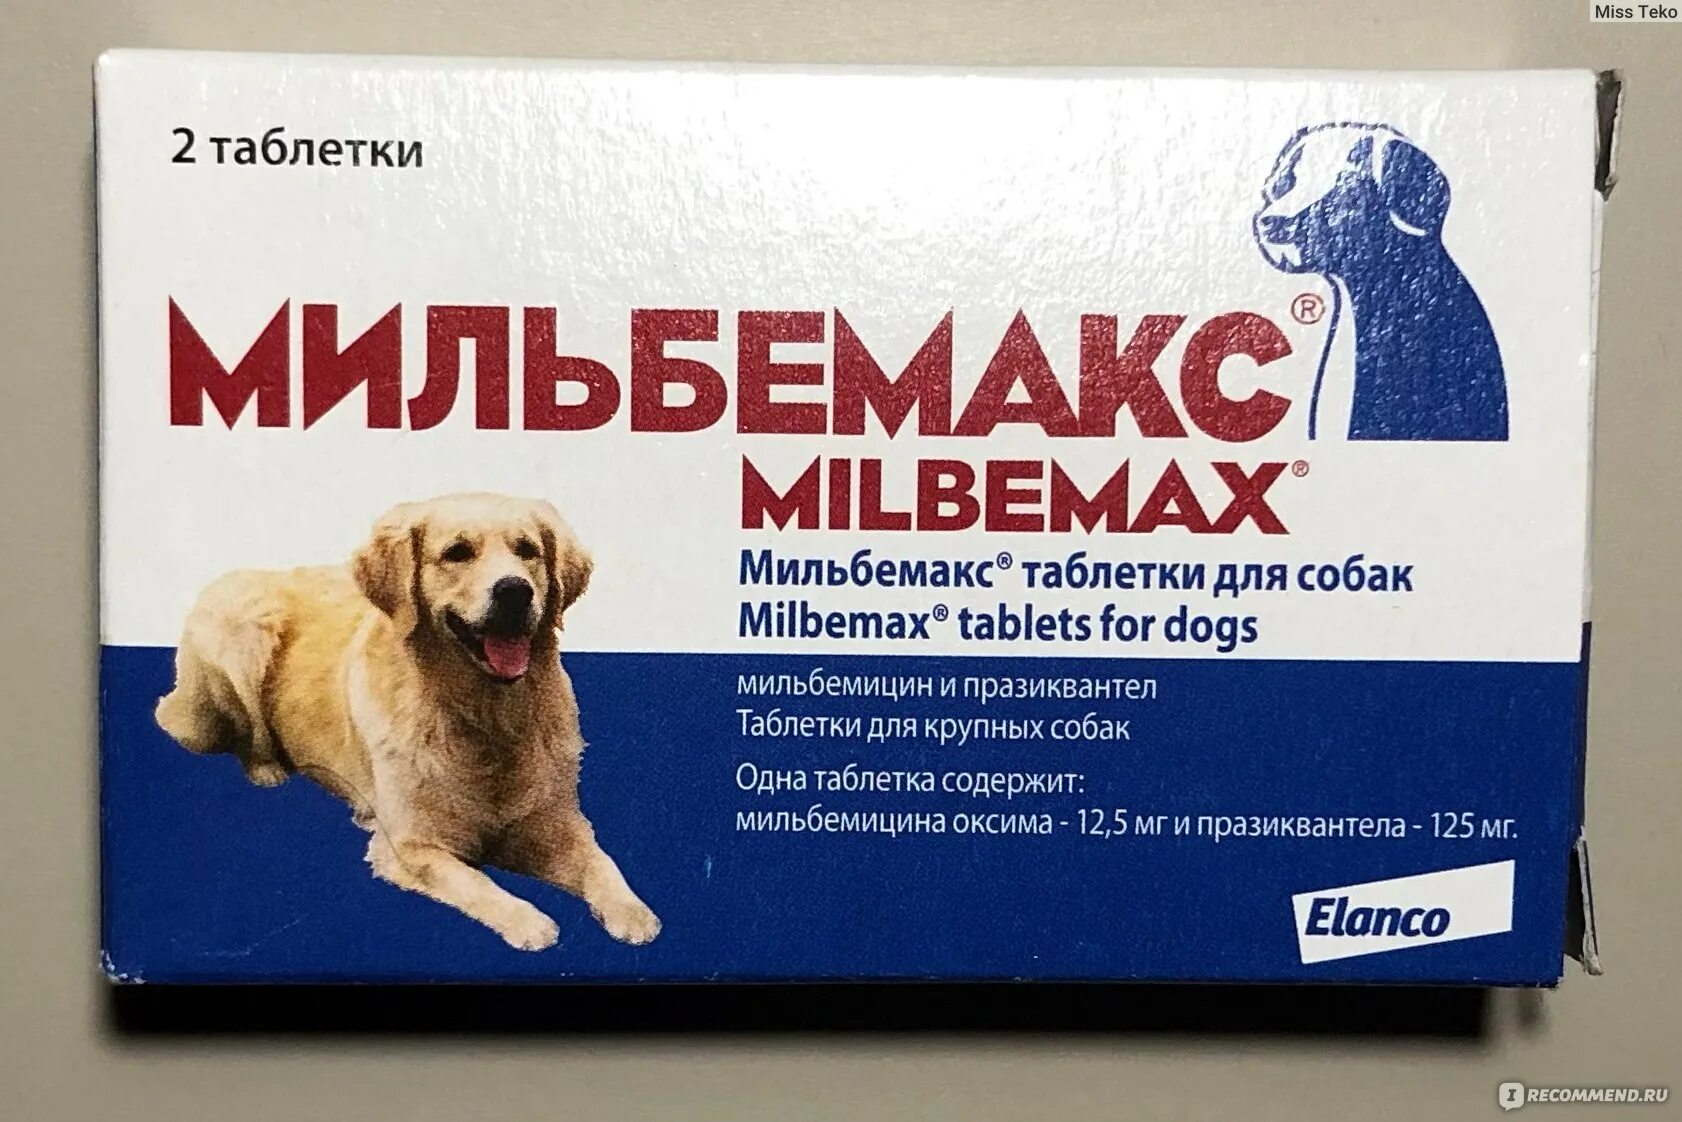 Miss Teko
2 таблетки
МИЛЬБЕМАКС®
MILBEMAX®
Мильбемакс® таблетки для собак
Milbemax® tablets for dogs
мильбемицин и празиквантел
Таблетки для крупных собак
Одна таблетка содержит:
мильбемицина оксима - 12,5 мг и празиквантела - 125 мг.
Elanco
IRECOMMEND.RU